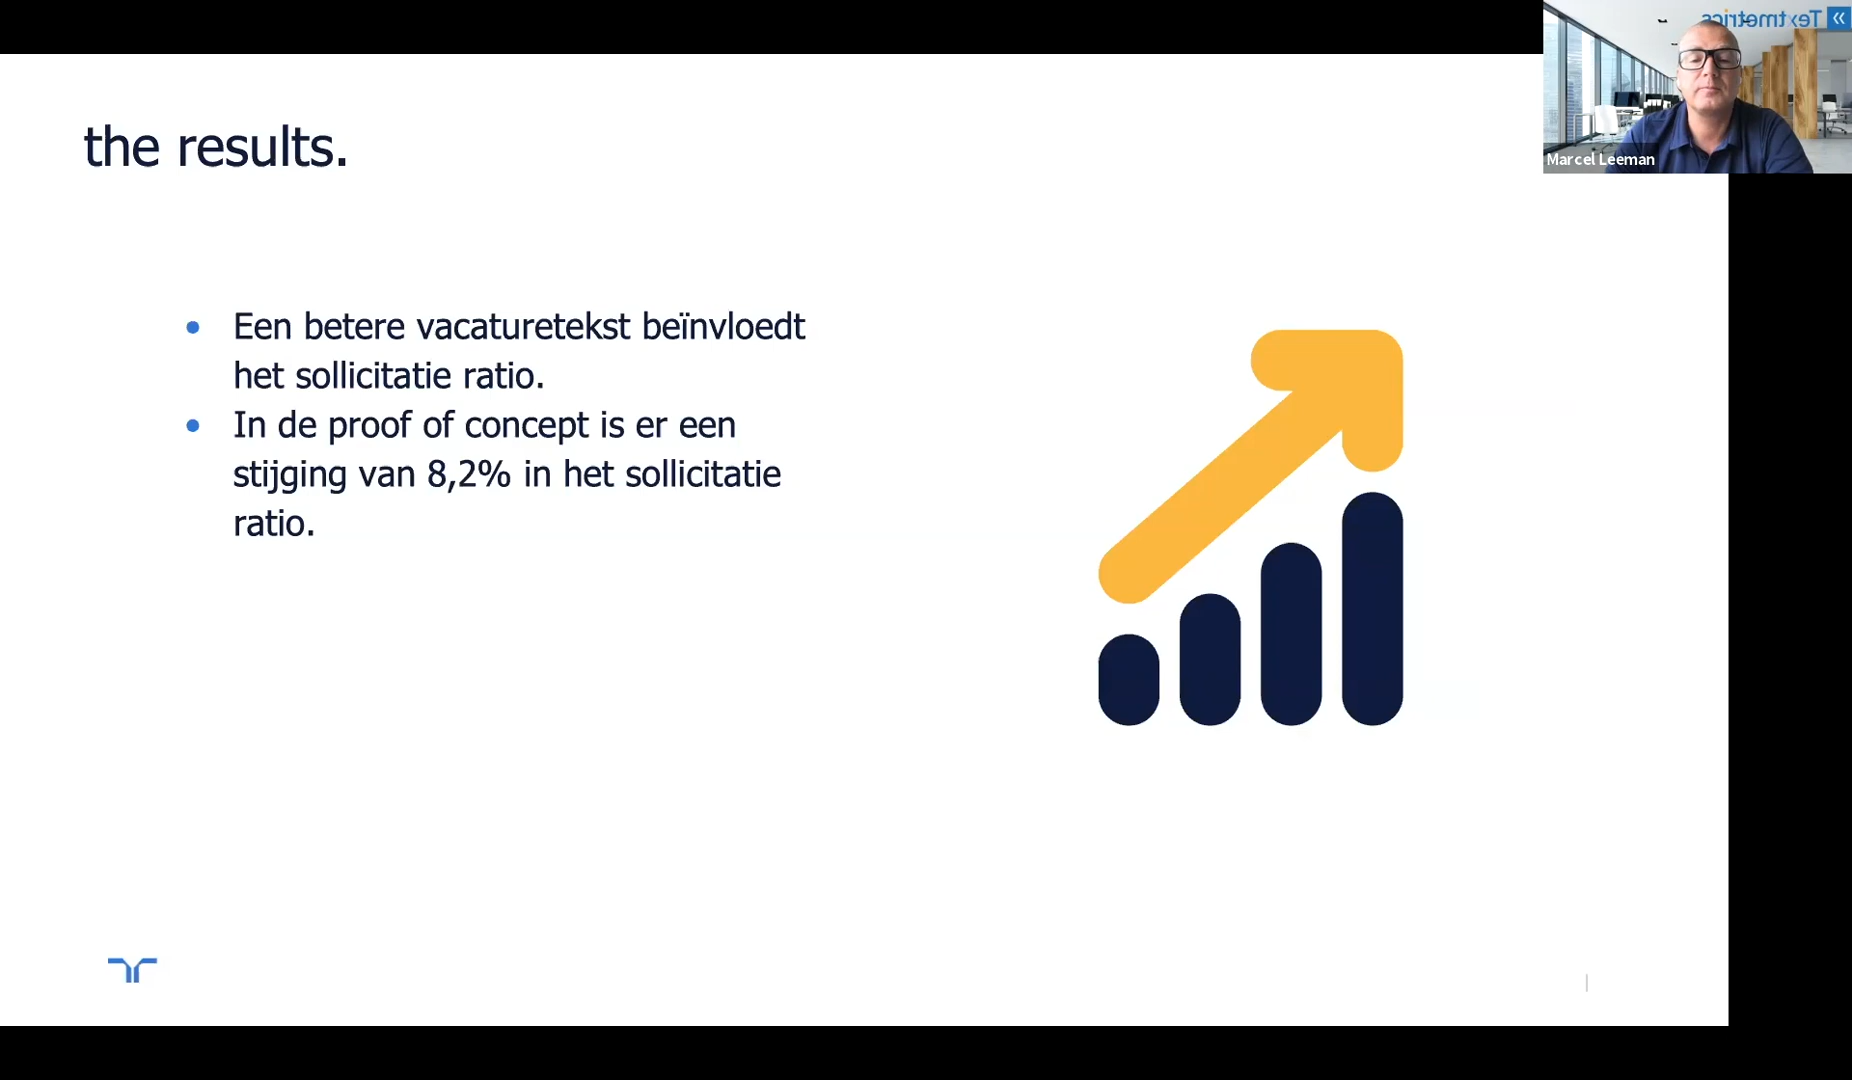 Textmetrics
Marcel Leeman
the results.
• Een betere vacaturetekst beïnvloedt
het sollicitatie ratio.
• In de proof of concept is er een
stijging van 8,2% in het sollicitatie
ratio.